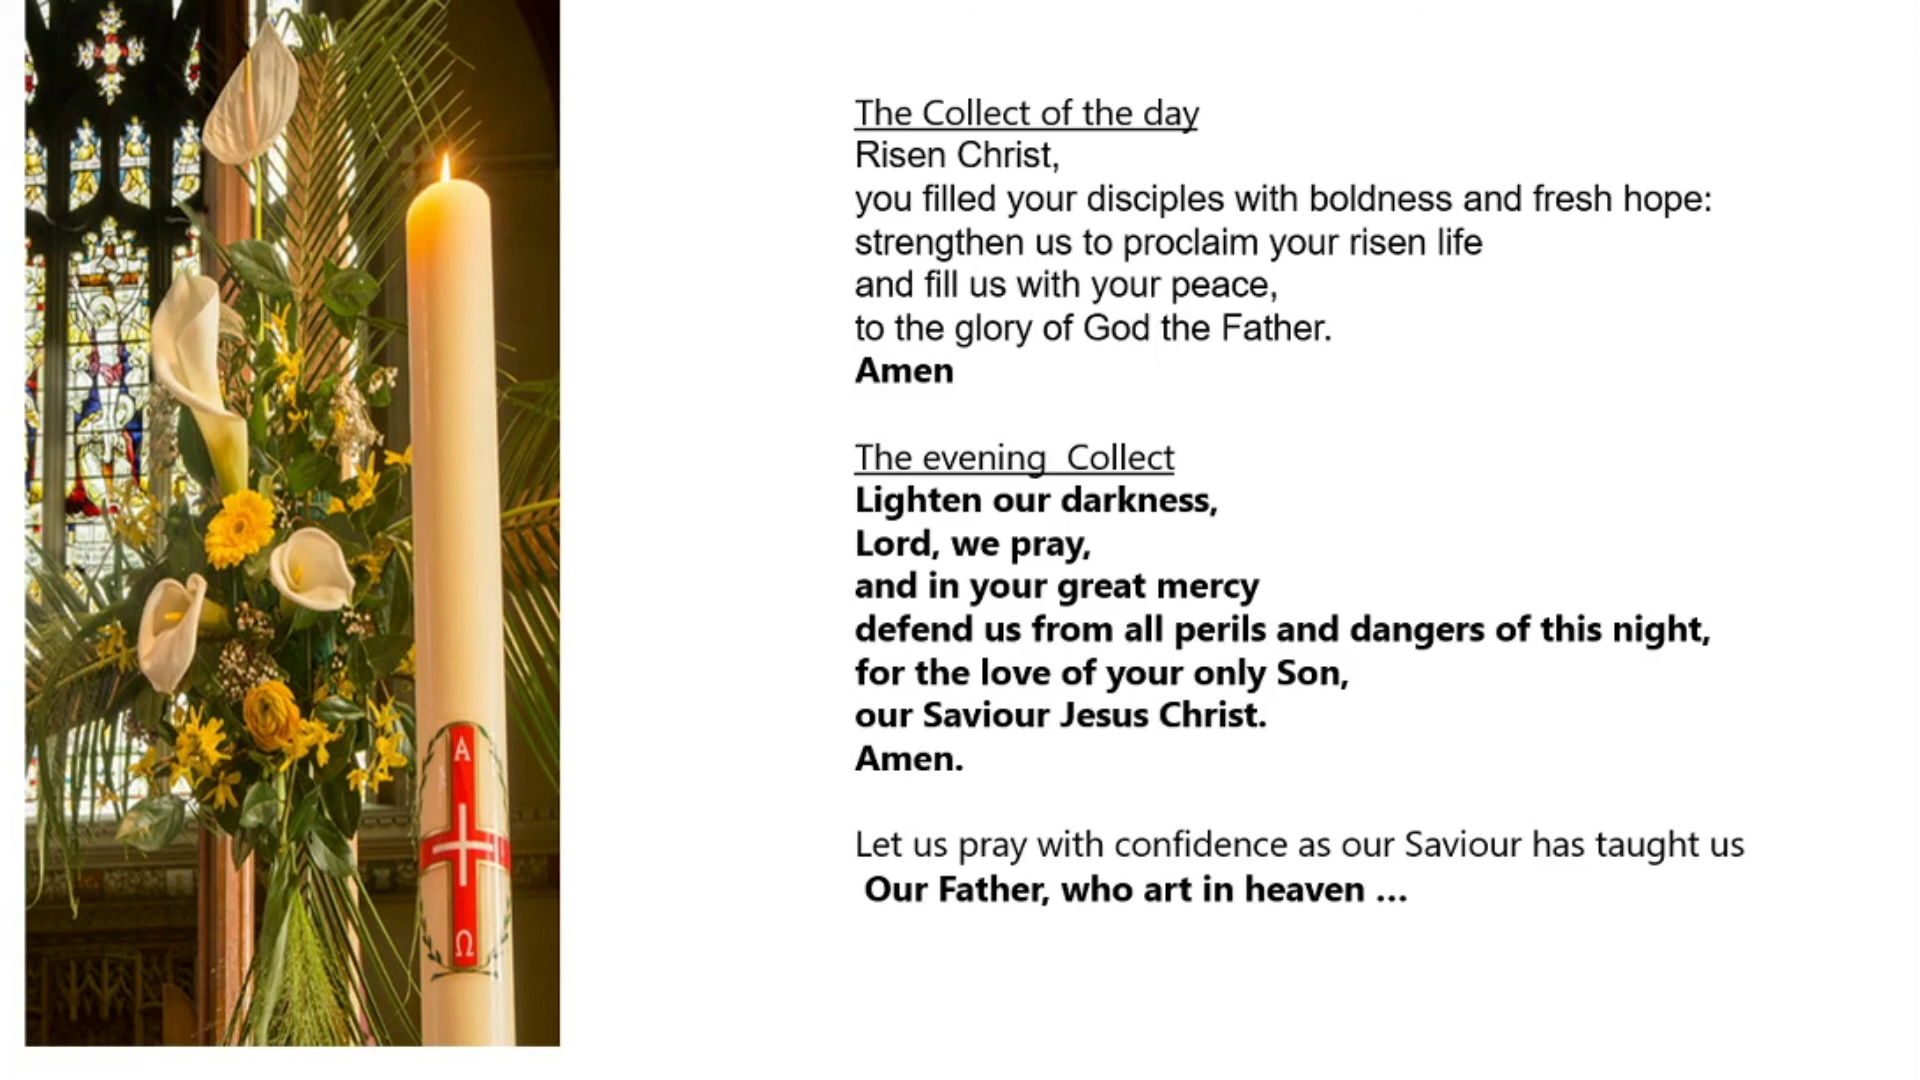 The Collect of the day
Risen Christ,
you filled your disciples with boldness and fresh hope:
strengthen us to proclaim your risen life
and fill us with your peace,
to the glory of God the Father.
Amen
The evening  Collect
Lighten our darkness,
Lord, we pray,
and in your great mercy
defend us from all perils and dangers of this night,
for the love of your only Son,
our Saviour Jesus Christ.
Amen.
Let us pray with confidence as our Saviour has taught us
Our Father, who art in heaven …
Α
Ω